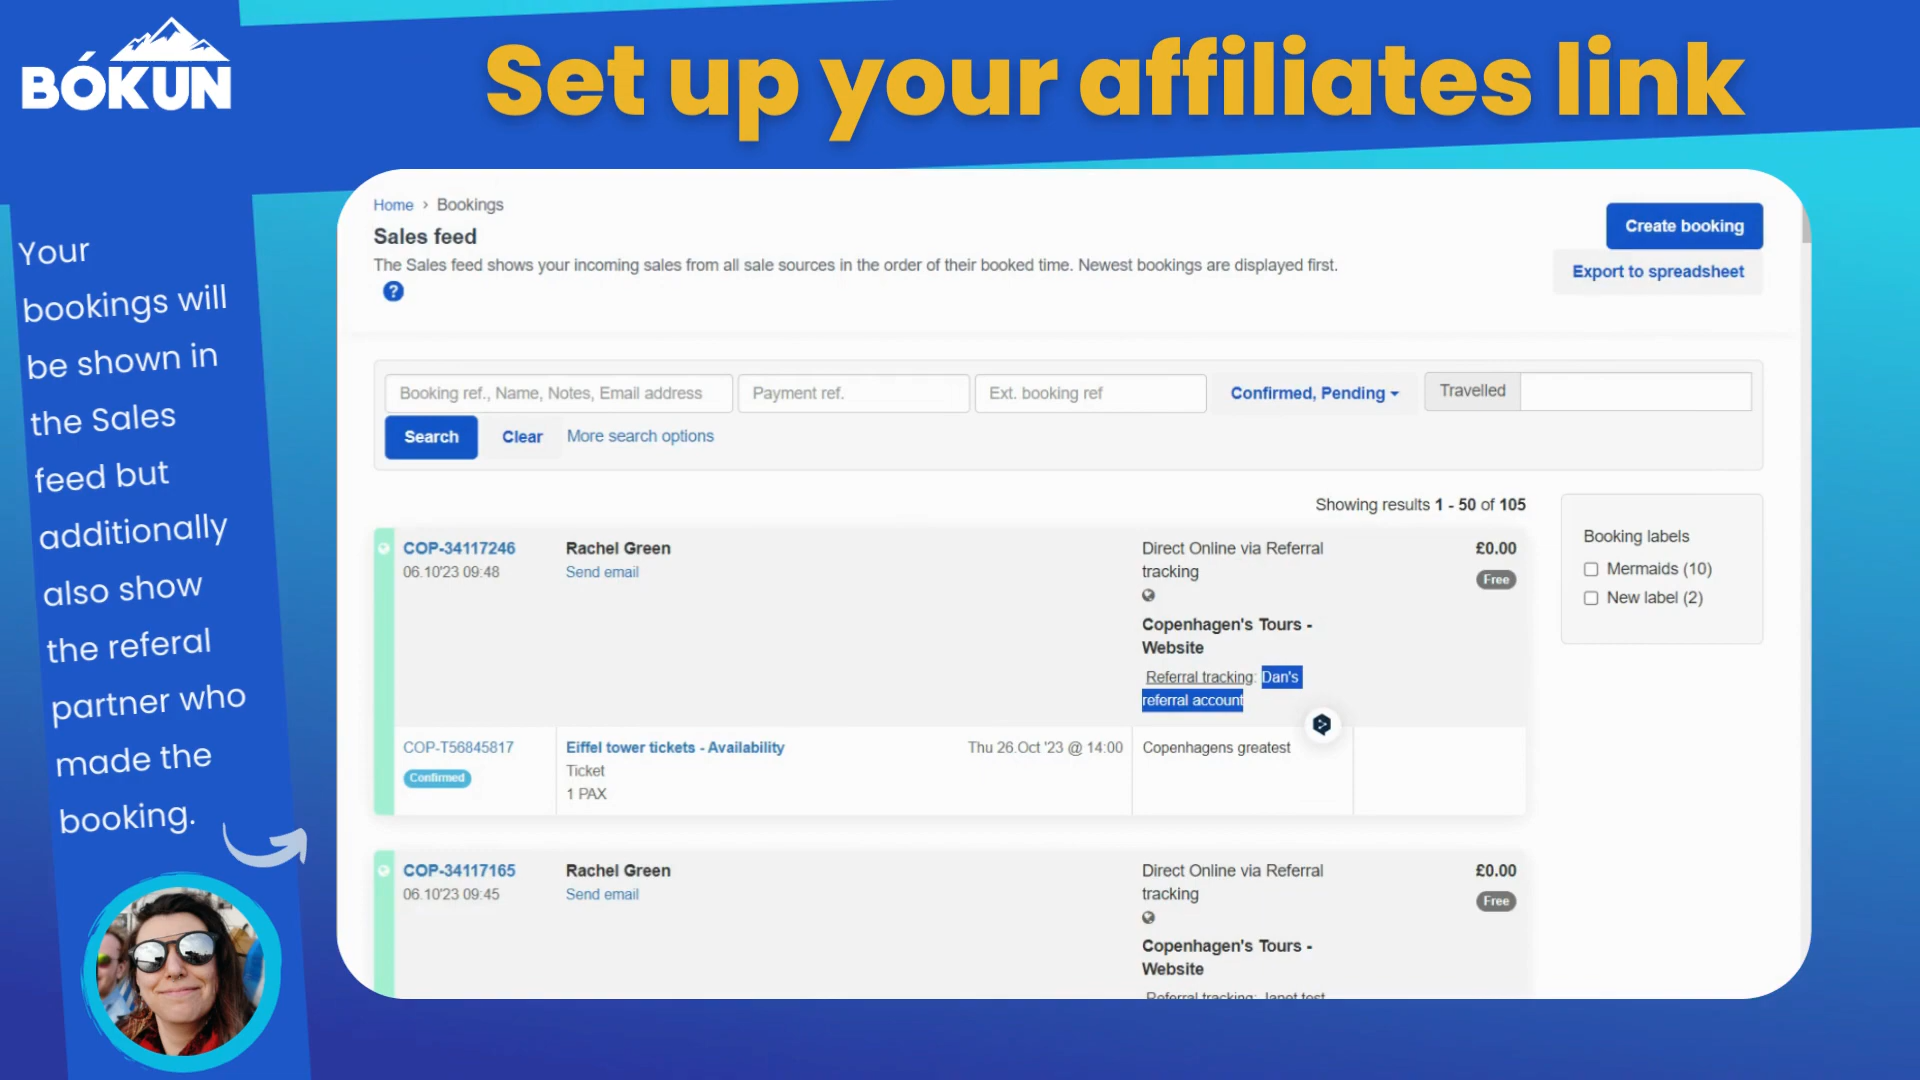 BÓKUN
Set up your affiliates link
Your
bookings will
be shown in
the Sales
feed but
additionally
also show
the referal
partner who
made the
booking.
Home › Bookings
Sales feed
The Sales feed shows your incoming sales from all sale sources in the order of their booked time. Newest bookings are displayed first.
?
Create booking
Export to spreadsheet
Booking ref., Name, Notes, Email address
Payment ref.
Ext. booking ref
Confirmed, Pending
Travelled
Search
Clear
More search options
Showing results 1 - 50 of 105
COP-34117246
06.10'23 09:48
Rachel Green
Send email
Direct Online via Referral
tracking
Copenhagen's Tours -
Website
Referral tracking: Dan's
referral account
£0.00
Free
COP-T56845817
Confirmed
Eiffel tower tickets - Availability
Ticket
1 PAX
Thu 26.Oct '23 @ 14:00
Copenhagens greatest
COP-34117165
06.10'23 09:45
Rachel Green
Send email
Direct Online via Referral
tracking
Copenhagen's Tours -
Website
Referral tracking: Janet test
£0.00
Free
Booking labels
Mermaids (10)
New label (2)